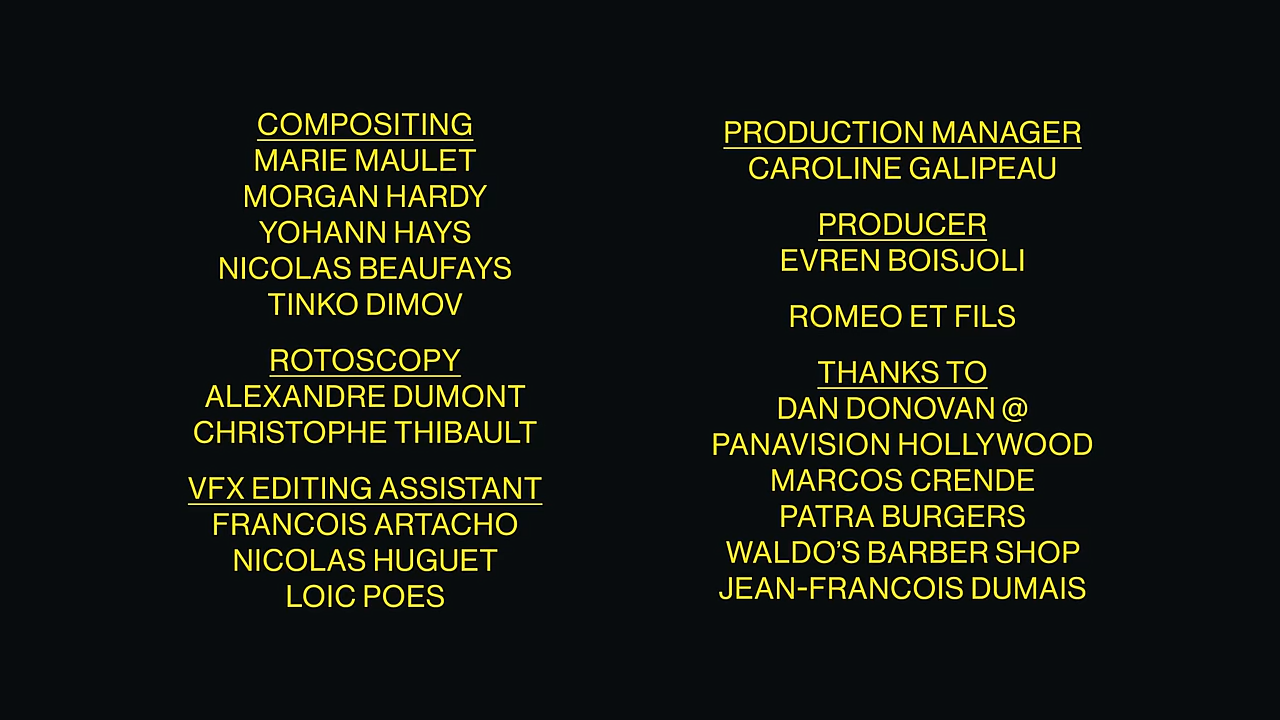 COMPOSITING
MARIE MAULET
MORGAN HARDY
YOHANN HAYS
NICOLAS BEAUFAYS
TINKO DIMOV
ROTOSCOPY
ALEXANDRE DUMONT
CHRISTOPHE THIBAULT
VFX EDITING ASSISTANT
FRANCOIS ARTACHO
NICOLAS HUGUET
LOIC POES
PRODUCTION MANAGER
CAROLINE GALIPEAU
PRODUCER
EVREN BOISJOLI
ROMEO ET FILS
THANKS TO
DAN DONOVAN @
PANAVISION HOLLYWOOD
MARCOS CRENDE
PATRA BURGERS
WALDO’S BARBER SHOP
JEAN-FRANCOIS DUMAIS